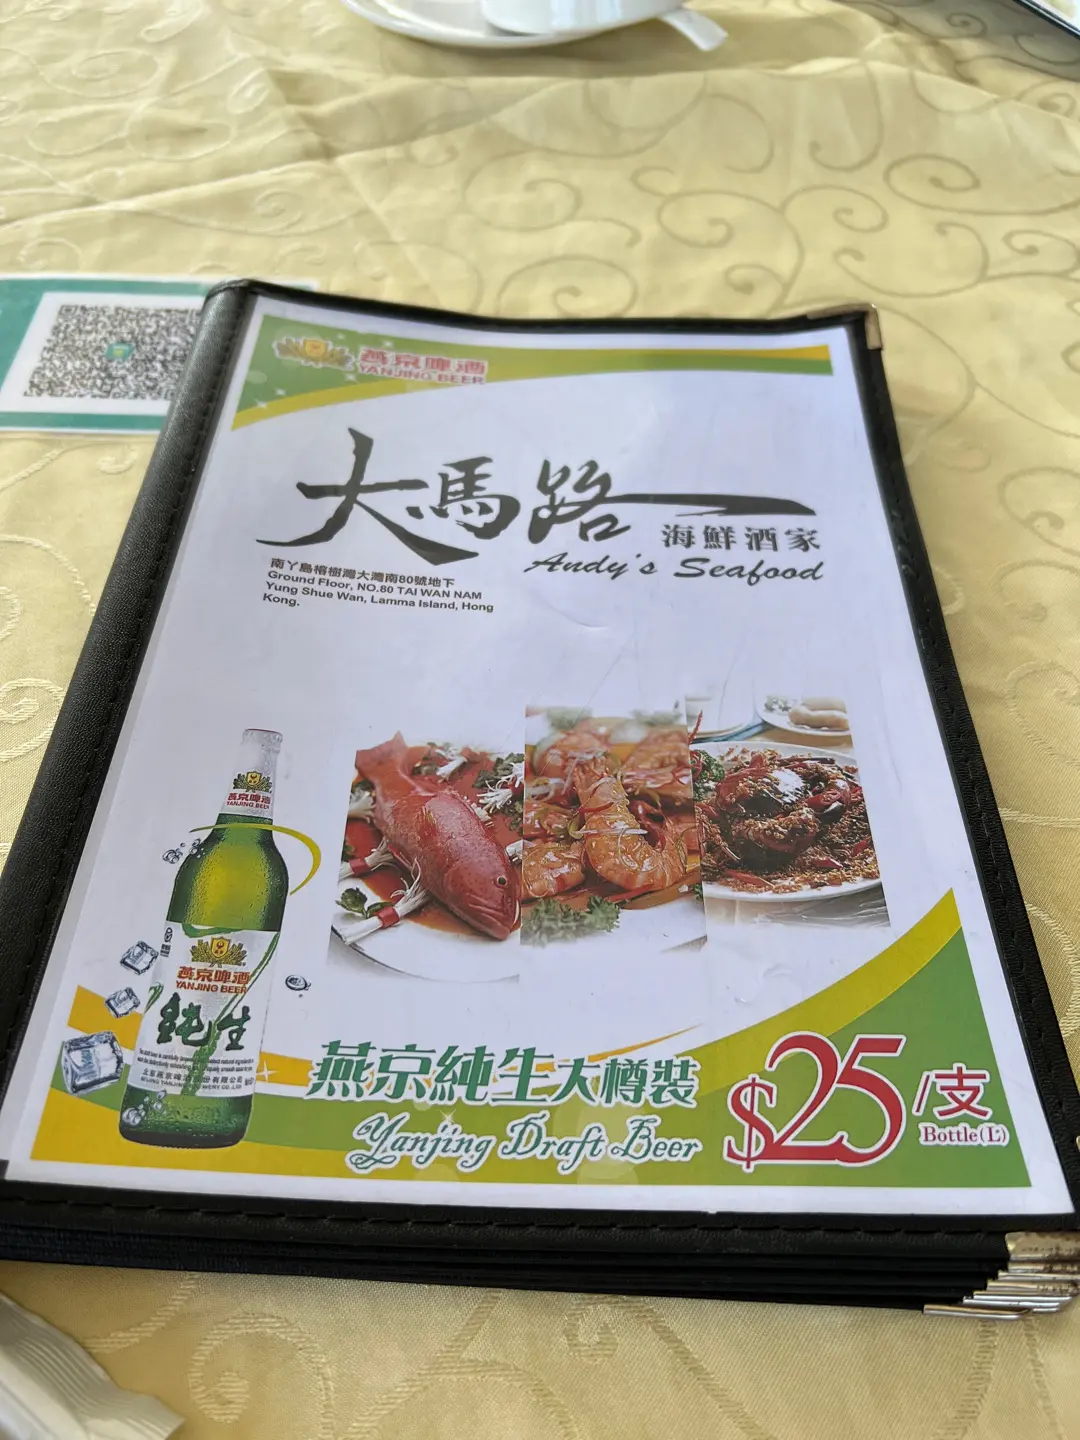 燕京啤酒
YANJING BEER
大馬路
海鮮酒家
Andy's Seafood
南丫島榕樹灣大灣南80號地下
Ground Floor, NO.80 TAI WAN NAM
Yung Shue Wan, Lamma Island, Hong
Kong.
燕京啤酒
YANJING BEER
燕京啤酒
YANJING BEER
純生
燕京純生大樽裝
Yanjing Draft Beer
$25/支
Bottle(L)